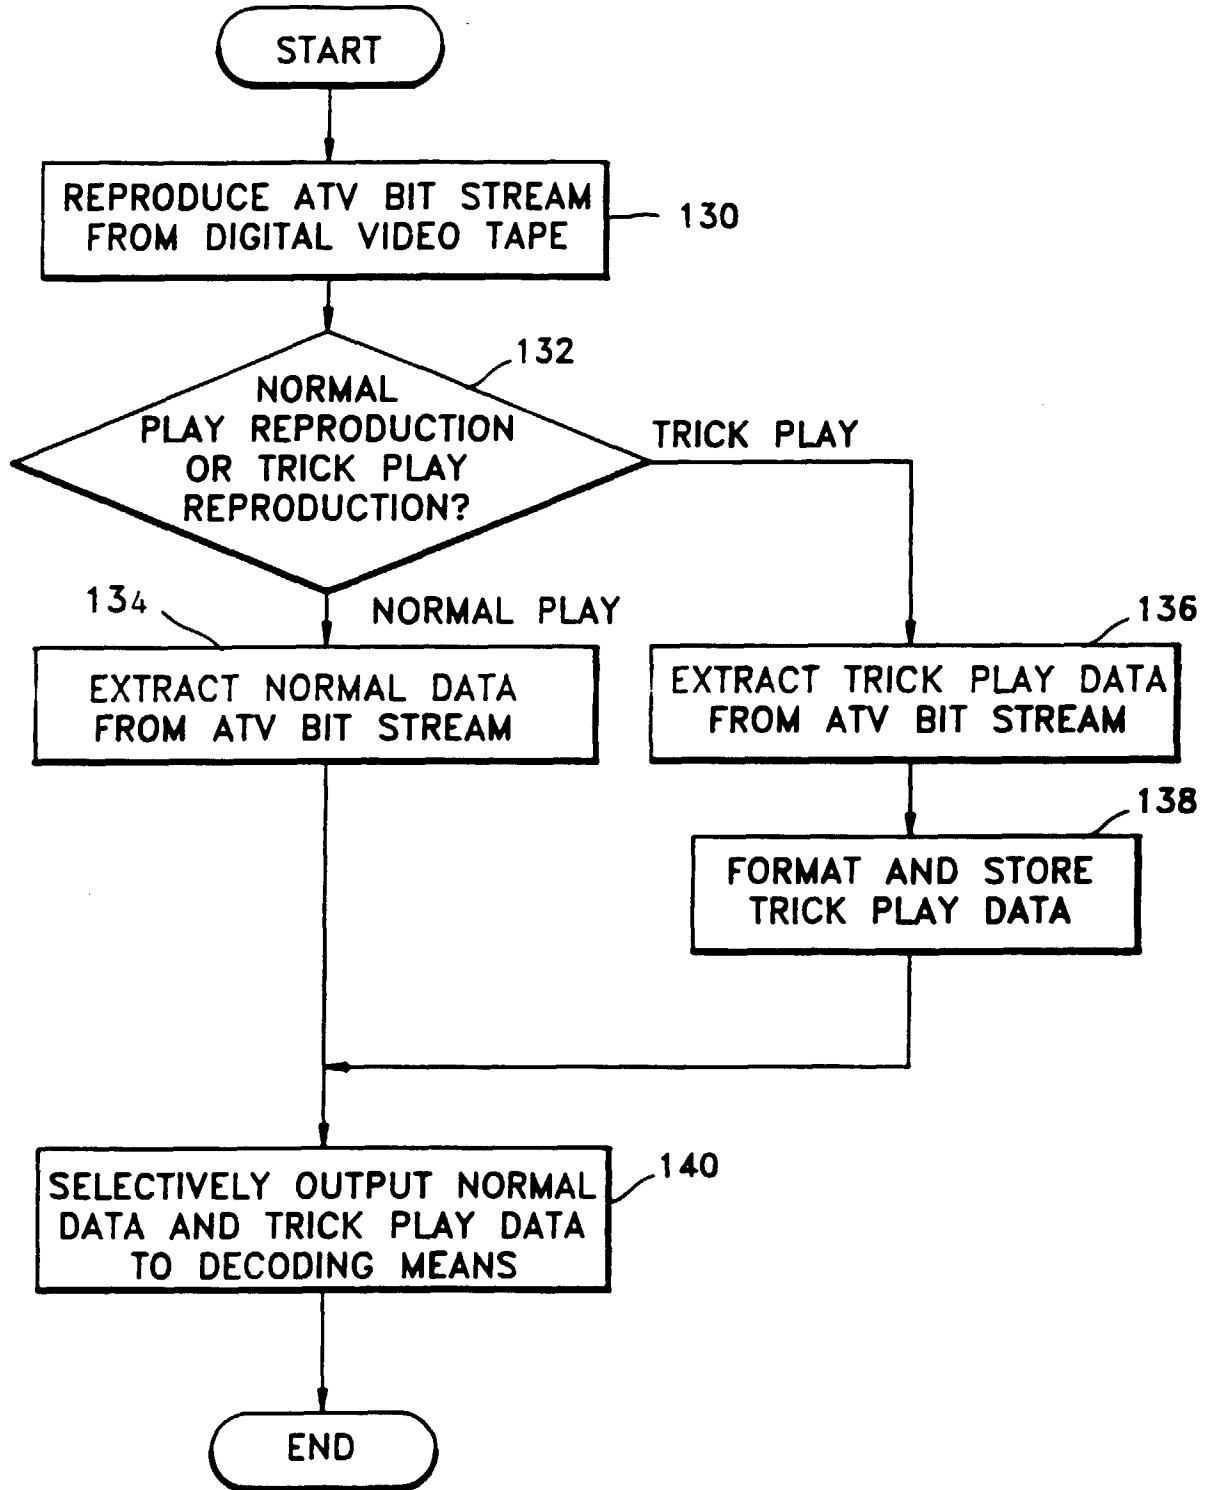 START
REPRODUCE ATV BIT STREAM
FROM DIGITAL VIDEO TAPE
130
132
NORMAL
PLAY REPRODUCTION
OR TRICK PLAY
REPRODUCTION?
TRICK PLAY
134
NORMAL PLAY
136
EXTRACT NORMAL DATA
FROM ATV BIT STREAM
EXTRACT TRICK PLAY DATA
FROM ATV BIT STREAM
138
FORMAT AND STORE
TRICK PLAY DATA
140
SELECTIVELY OUTPUT NORMAL
DATA AND TRICK PLAY DATA
TO DECODING MEANS
END